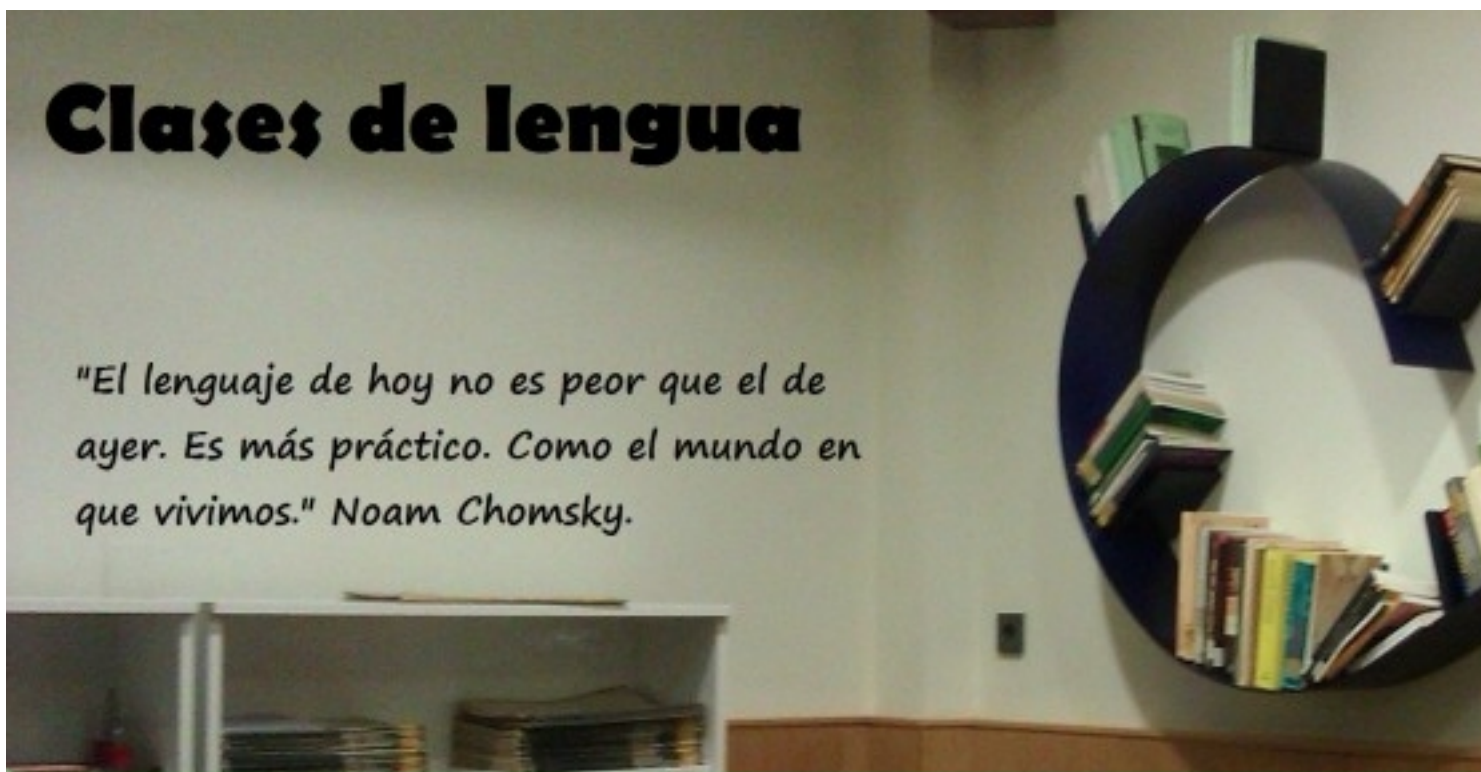 Clases de lengua
"El lenguaje de hoy no es peor que el de
ayer. Es más práctico. Como el mundo en
que vivimos." Noam Chomsky.